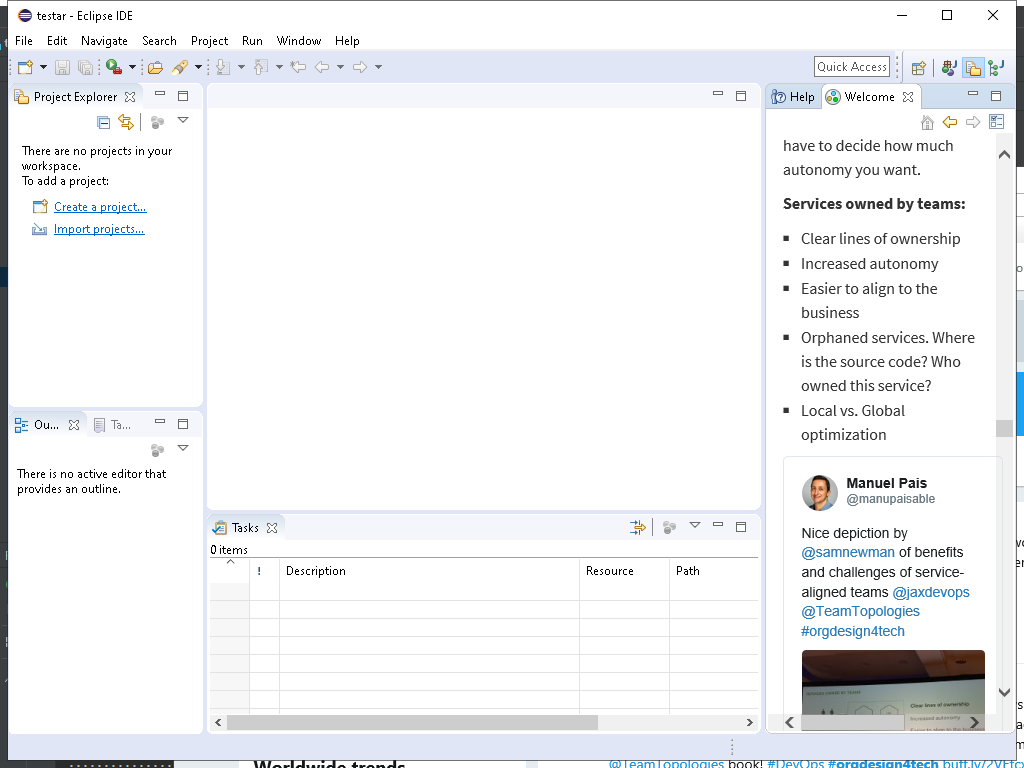 testar - Eclipse IDE
File Edit Navigate Search Project Run Window Help
Quick Access
Project Explorer
There are no projects in your
workspace.
To add a project:
Create a project...
Import projects...
Ou... Ta...
There is no active editor that
provides an outline.
Tasks
0 items
! Description Resource Path
Help Welcome
have to decide how much
autonomy you want.
Services owned by teams:
Clear lines of ownership
Increased autonomy
Easier to align to the
business
Orphaned services. Where
is the source code? Who
owned this service?
Local vs. Global
optimization
Manuel Pais
@manupaisable
Nice depiction by
@samnewman of benefits
and challenges of service-
aligned teams @jaxdevops
@TeamTopologies
#orgdesign4tech
Clear lines of ownership
Increased autonomy
Worldwide trends
@TeamTopologies book! #DevOps #orgdesign4tech